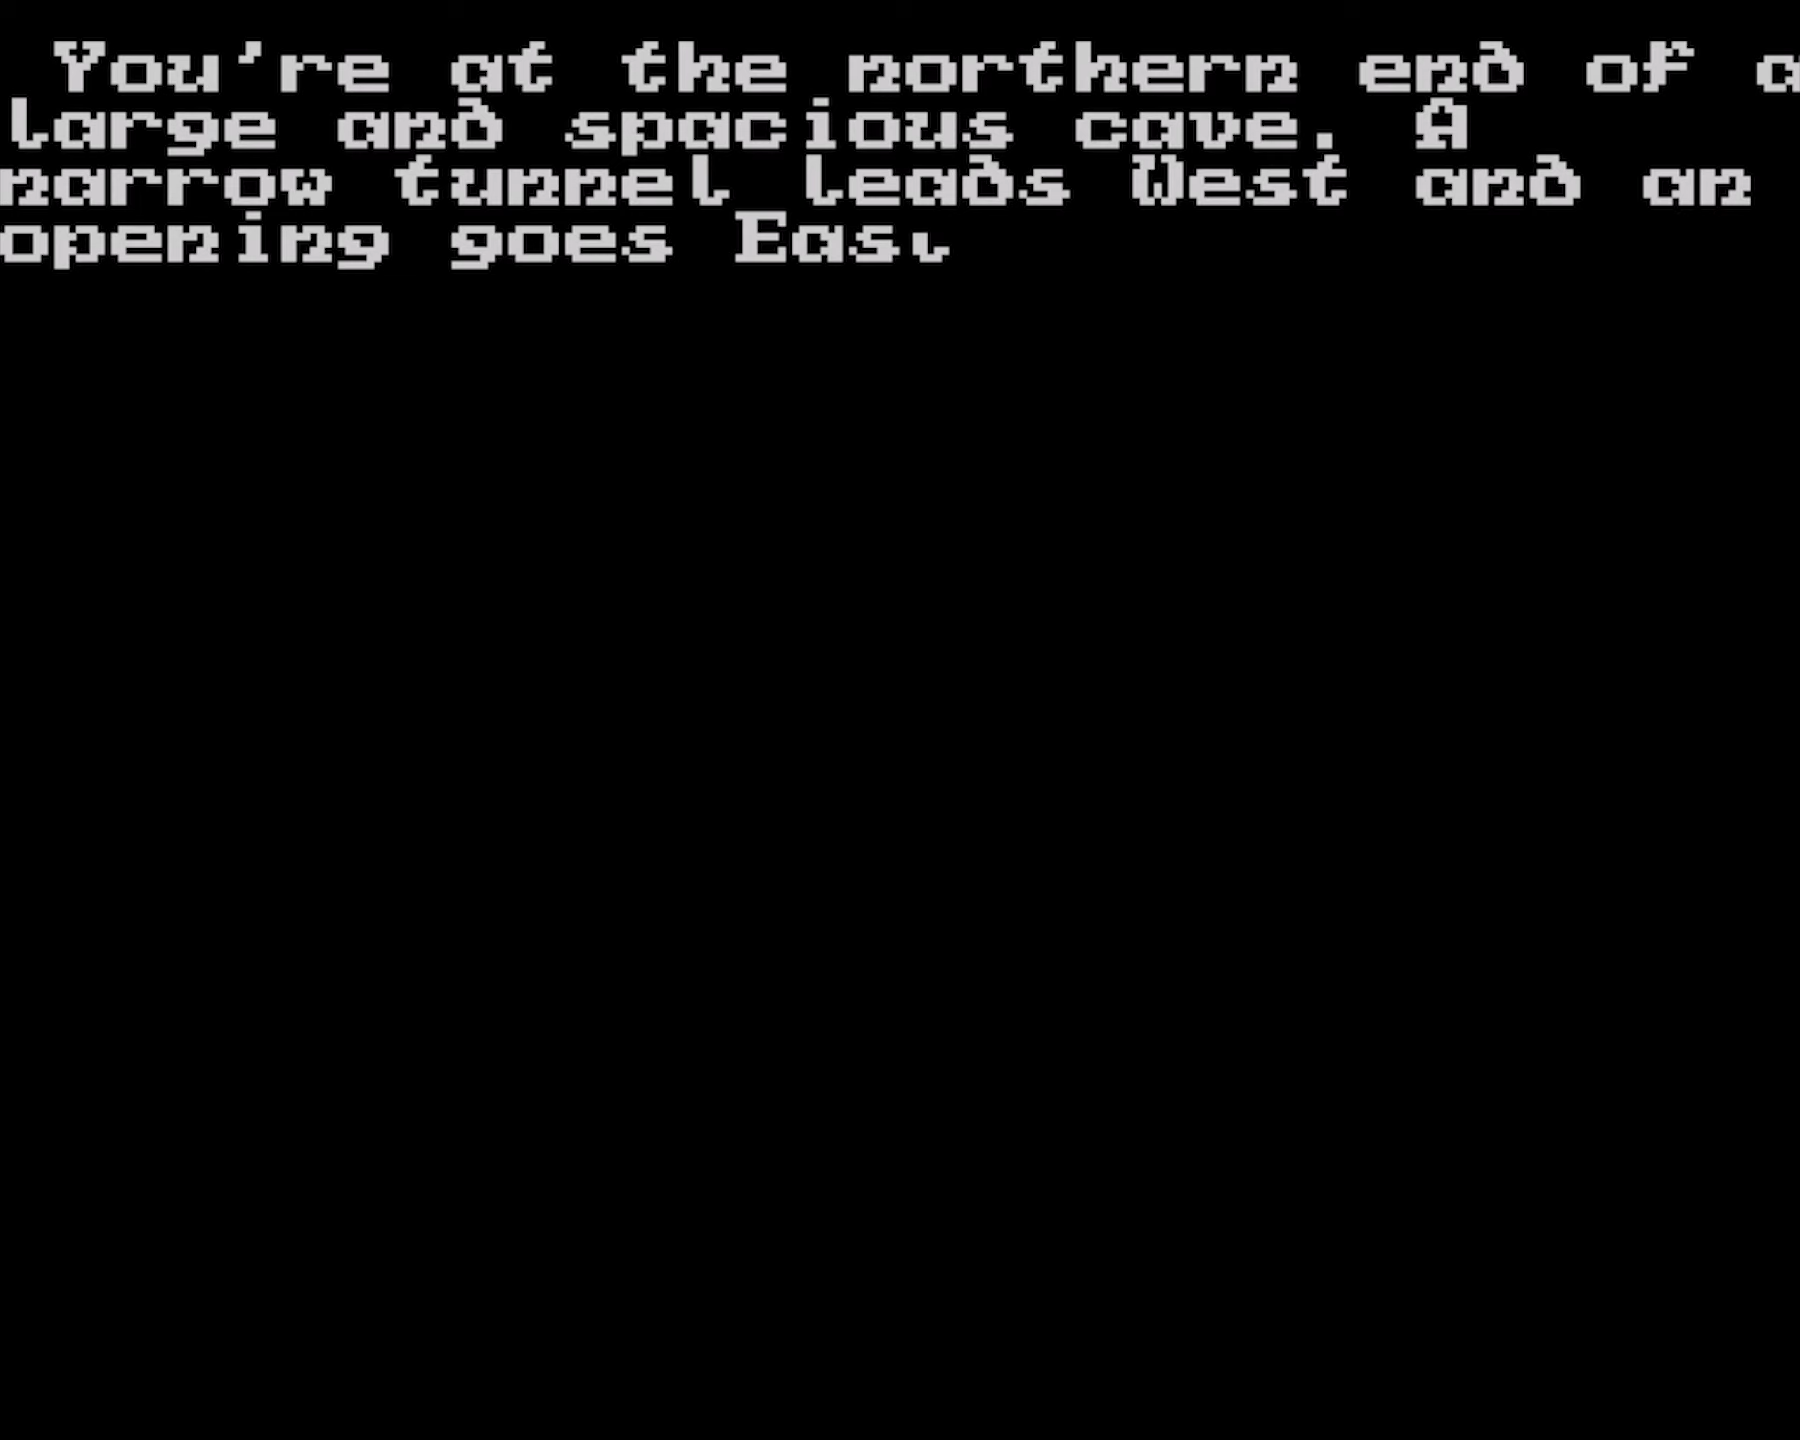 You're at the northern end of a
large and spacious cave. A
narrow tunnel leads West and an
opening goes East